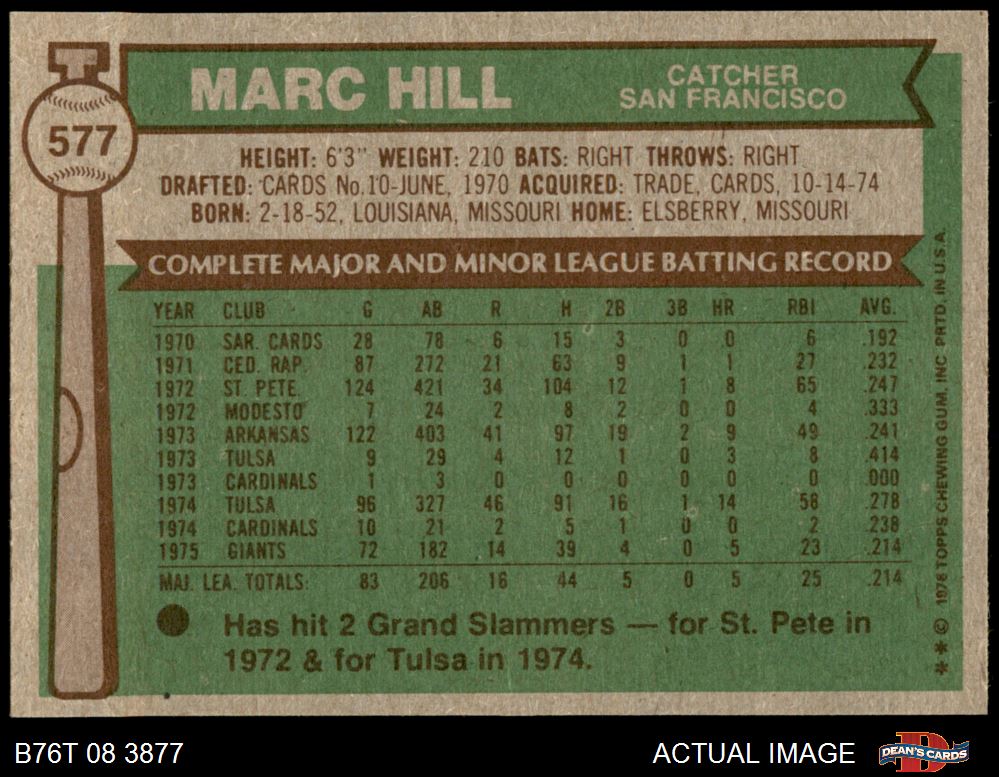 577
MARC HILL
CATCHER
SAN FRANCISCO
HEIGHT: 6'3" WEIGHT: 210 BATS: RIGHT THROWS: RIGHT
DRAFTED: CARDS No. 10-JUNE, 1970 ACQUIRED: TRADE, CARDS, 10-14-74
BORN: 2-18-52, LOUISIANA, MISSOURI HOME: ELSBERRY, MISSOURI
COMPLETE MAJOR AND MINOR LEAGUE BATTING RECORD
YEAR CLUB G AB R H 2B 3B HR RBI AVG.
1970 SAR. CARDS 28 78 6 15 3 0 0 6 .192
1971 CED. RAP. 87 272 21 63 9 1 1 27 .232
1972 ST. PETE. 124 421 34 104 12 1 8 65 .247
1972 MODESTO 7 24 2 8 2 0 0 4 .333
1973 ARKANSAS 122 403 41 97 19 2 9 49 .241
1973 TULSA 9 29 4 12 1 0 3 8 .414
1973 CARDINALS 1 3 0 0 0 0 0 0 .000
1974 TULSA 96 327 46 91 16 1 14 58 .278
1974 CARDINALS 10 21 2 5 1 0 0 2 .238
1975 GIANTS 72 182 14 39 4 0 5 23 .214
MAJ. LEA. TOTALS: 83 206 16 44 5 0 5 25 .214
Has hit 2 Grand Slammers — for St. Pete in
1972 & for Tulsa in 1974.
* * © 1976 TOPPS CHEWING GUM, INC. PRTD. IN U.S.A.
B76T 08 3877
ACTUAL IMAGE
D
DEAN'S CARDS